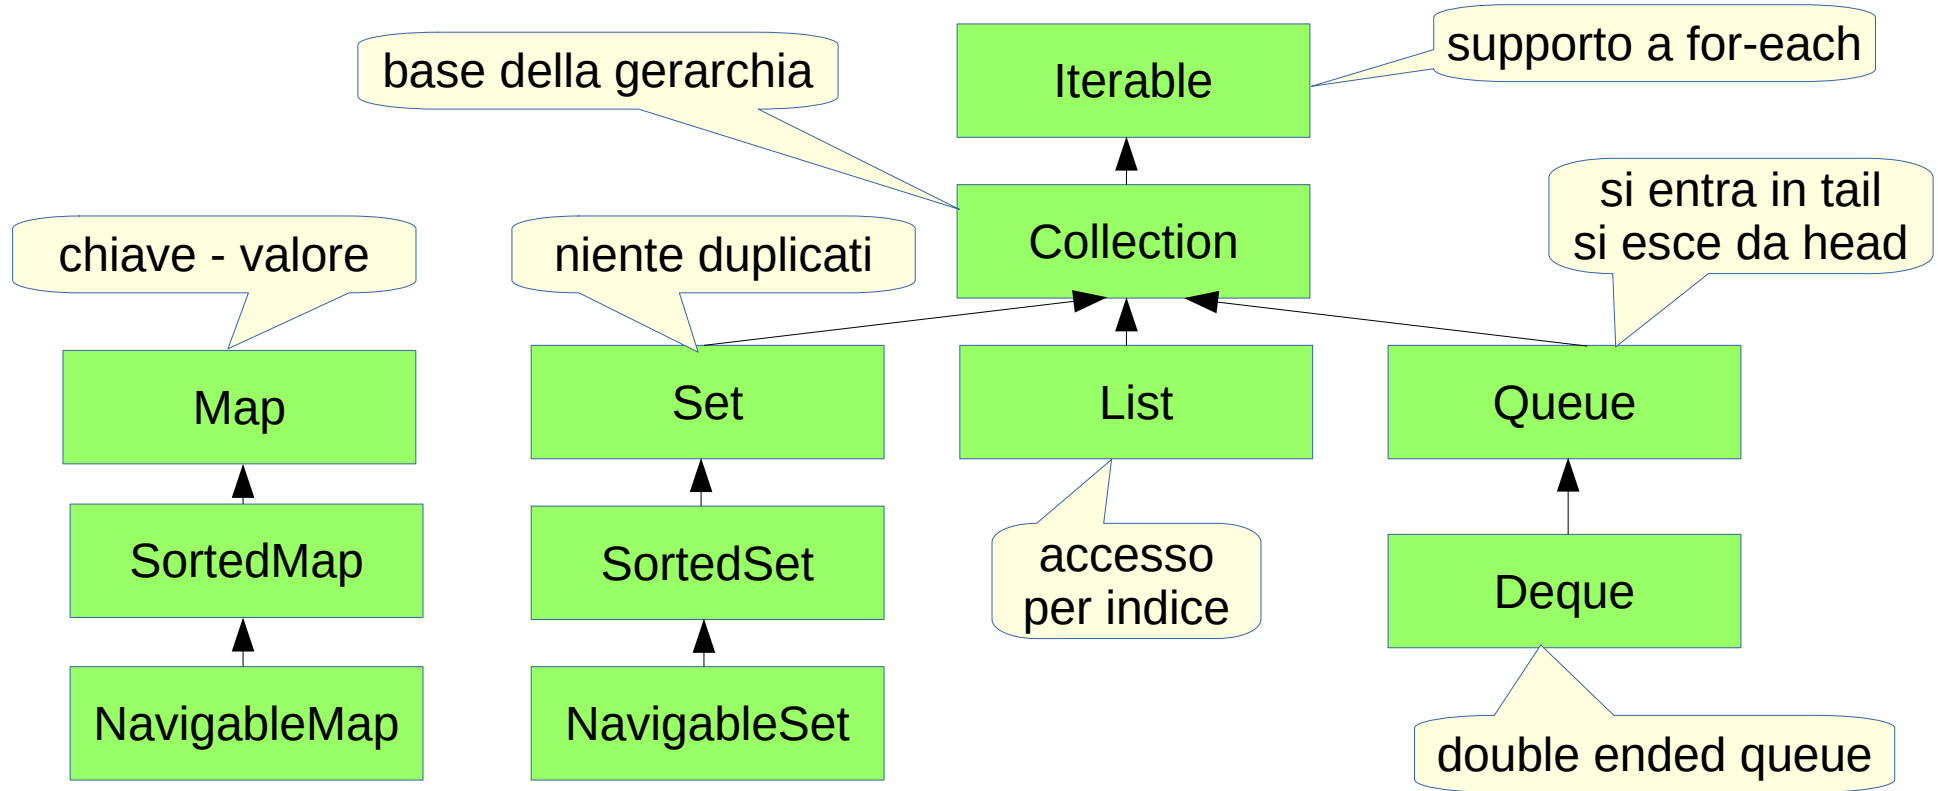 base della gerarchia
Iterable
supporto a for-each
chiave - valore
niente duplicati
Collection
si entra in tail
si esce da head
Map
Set
List
Queue
SortedMap
SortedSet
accesso
per indice
Deque
NavigableMap
NavigableSet
double ended queue